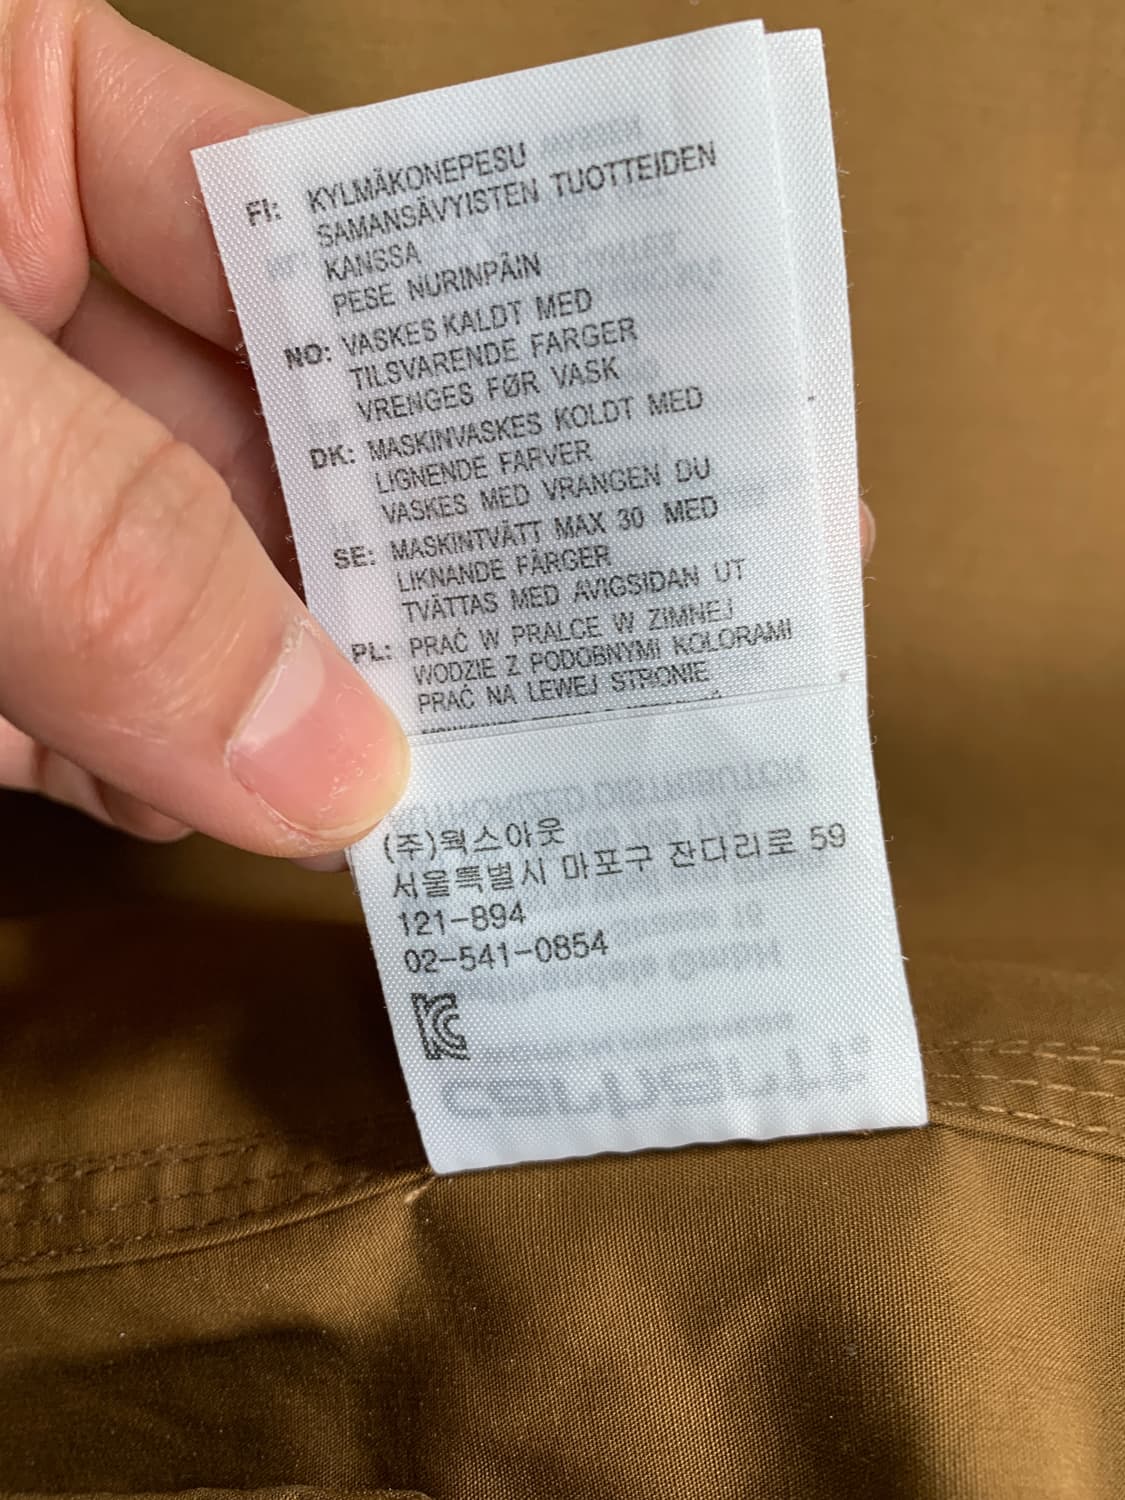 FI: KYLMÄKONEPESU
SAMANSÄVYISTEN TUOTTEIDEN
KANSSA
PESE NURINPÄIN
NO: VASKES KALDT MED
TILSVARENDE FARGER
VRENGES FØR VASK
DK: MASKINVASKES KOLDT MED
LIGNENDE FARVER
VASKES MED VRANGEN DU
SE: MASKINTVÄTT MAX 30 MED
LIKNANDE FÄRGER
TVÄTTAS MED AVIGSIDAN UT
PL: PRAĆ W PRALCE W ZIMNEJ
WODZIE Z PODOBNYMI KOLORAMI
PRAĆ NA LEWEJ STRONIE
(주)웍스아웃
서울특별시 마포구 잔다리로 59
121-894
02-541-0854